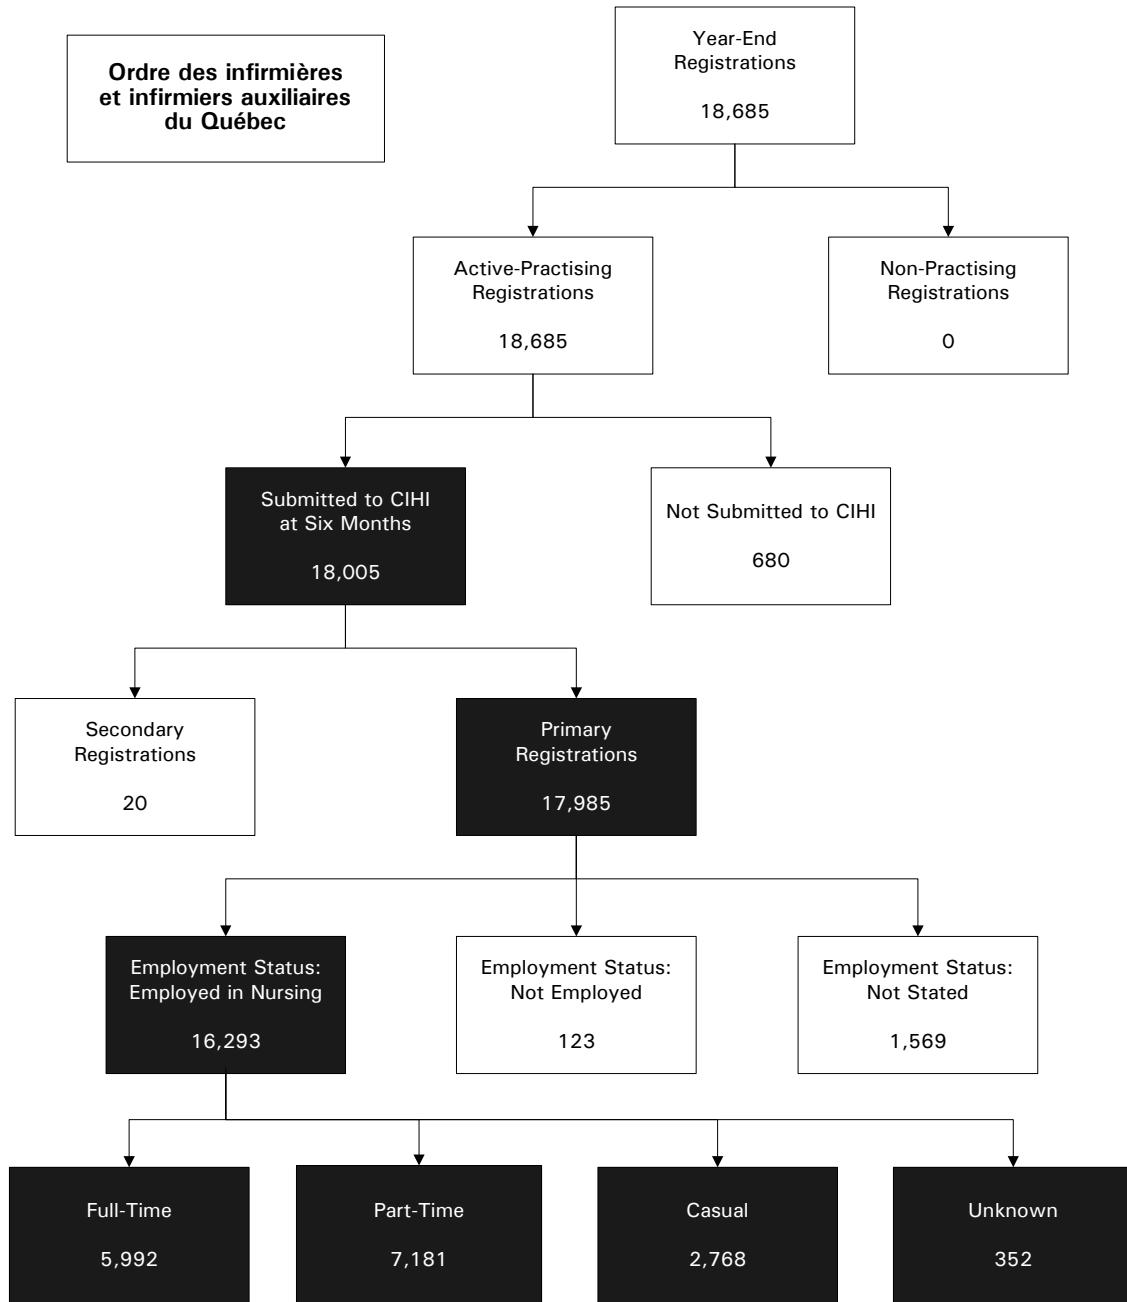 Ordre des infirmières
et infirmiers auxiliaires
du Québec
Year-End
Registrations
18,685
Active-Practising
Registrations
18,685
Non-Practising
Registrations
0
Submitted to CIHI
at Six Months
18,005
Not Submitted to CIHI
680
Secondary
Registrations
20
Primary
Registrations
17,985
Employment Status:
Employed in Nursing
16,293
Employment Status:
Not Employed
123
Employment Status:
Not Stated
1,569
Full-Time
5,992
Part-Time
7,181
Casual
2,768
Unknown
352